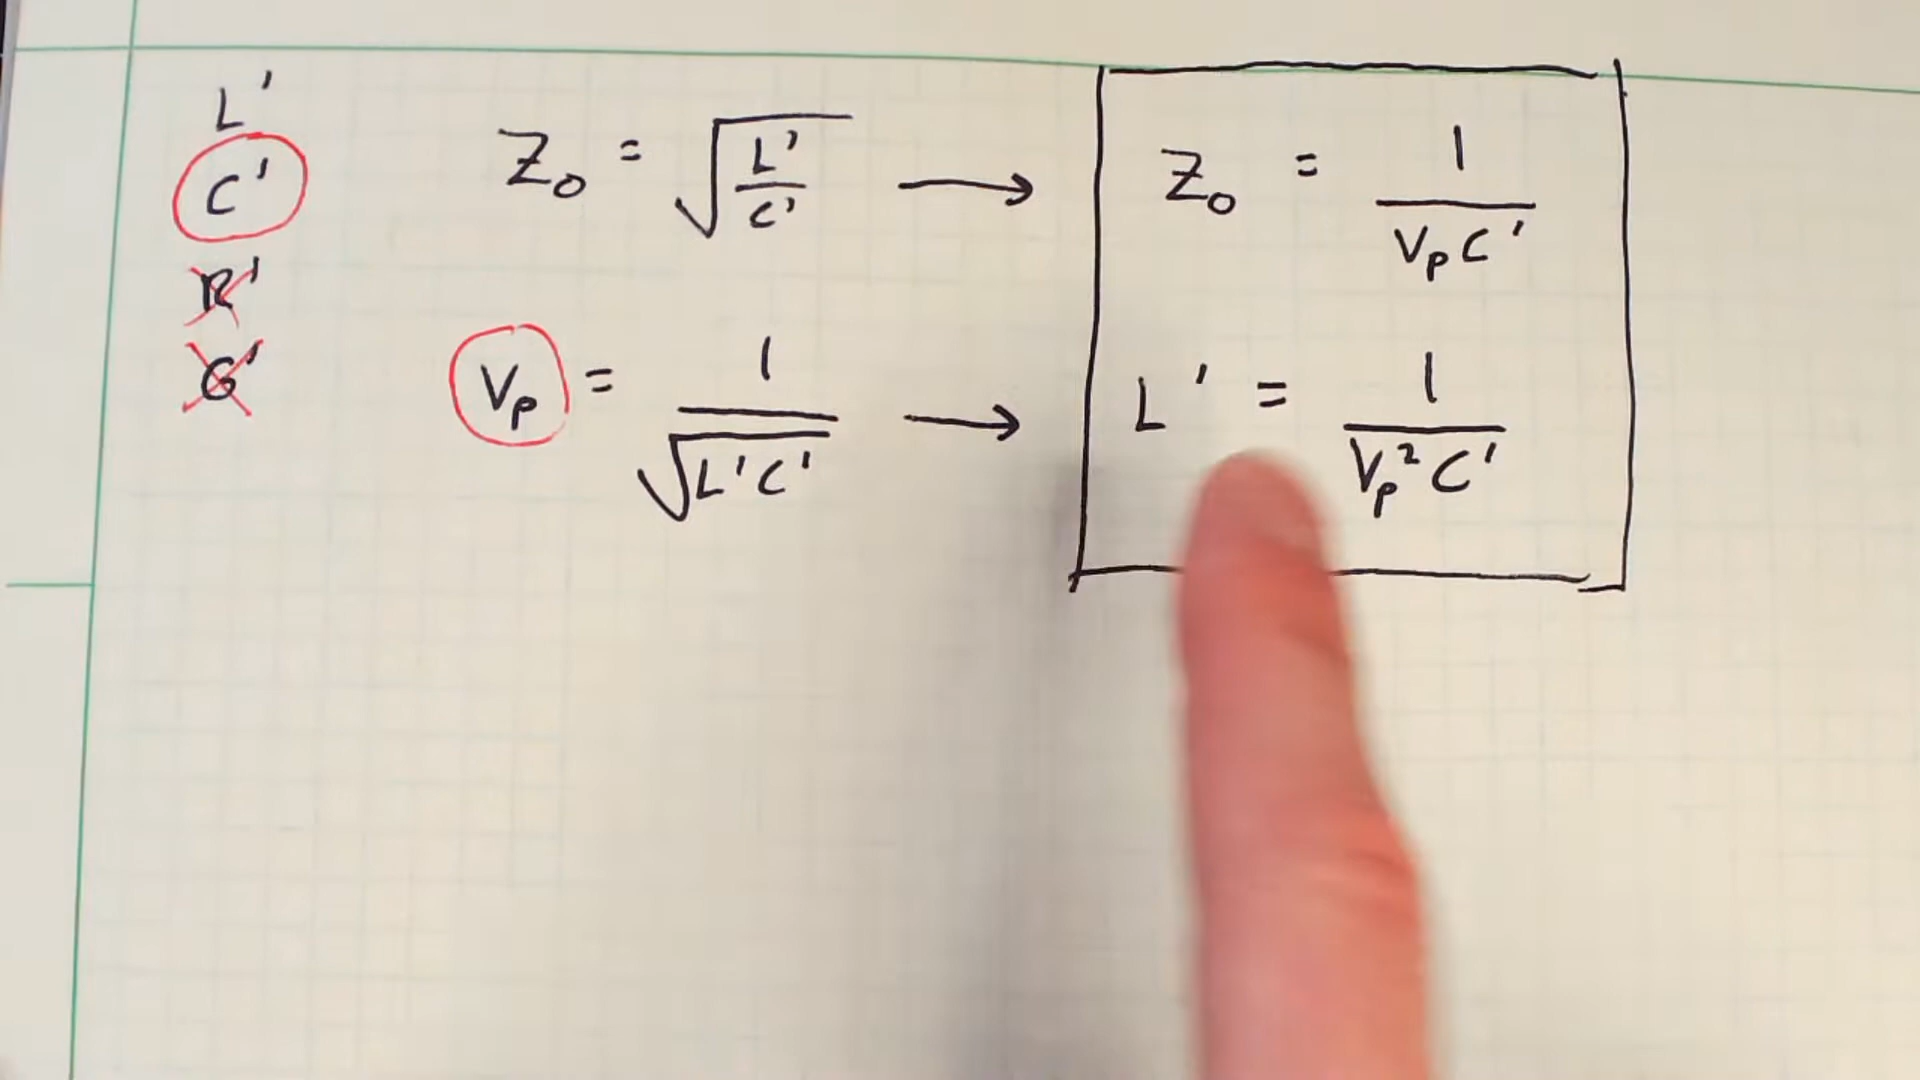 L'
C'
R'
G'
Z₀ = √(L'/C') → Z₀ = 1/(Vₚ C')
Vₚ = 1/√(L'C') → L' = 1/(Vₚ² C')